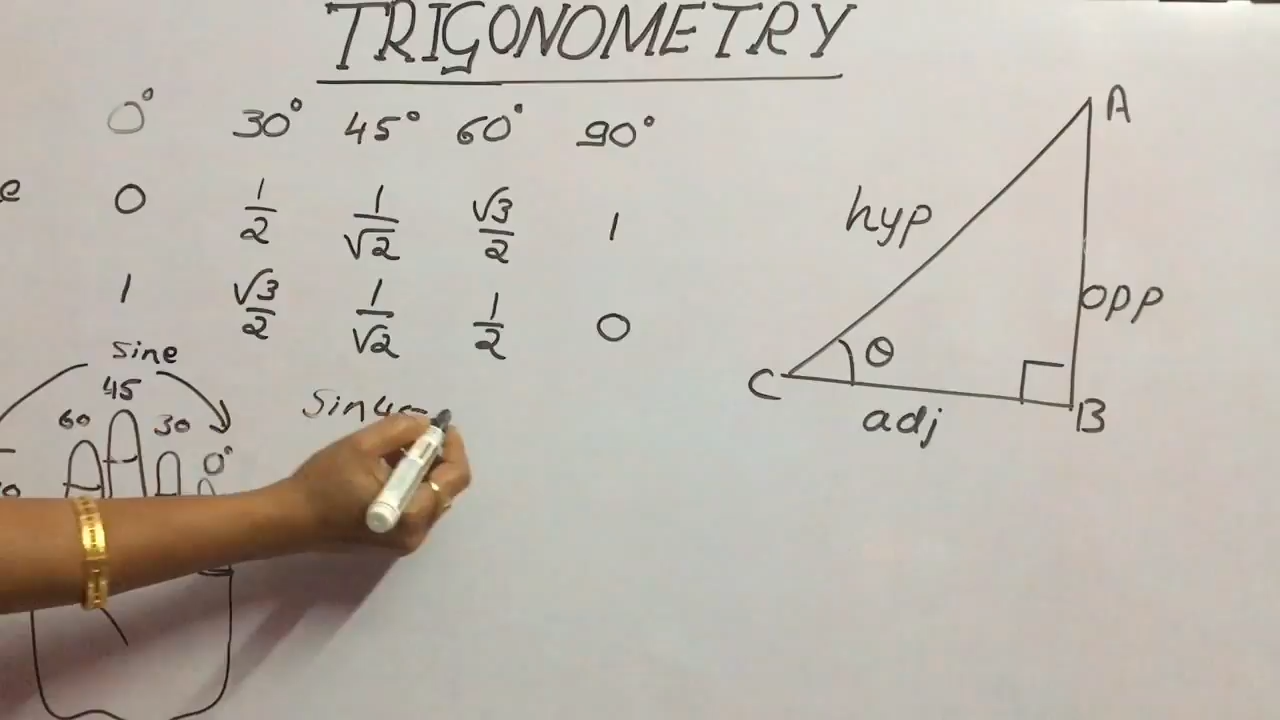 TRIGONOMETRY
0° 30° 45° 60° 90°
e 0 1/2 1/√2 √3/2 1
1 √3/2 1/√2 1/2 0
Sine
45
60 30
0°
Sin
A
hyp
opp
θ
C
adj
B